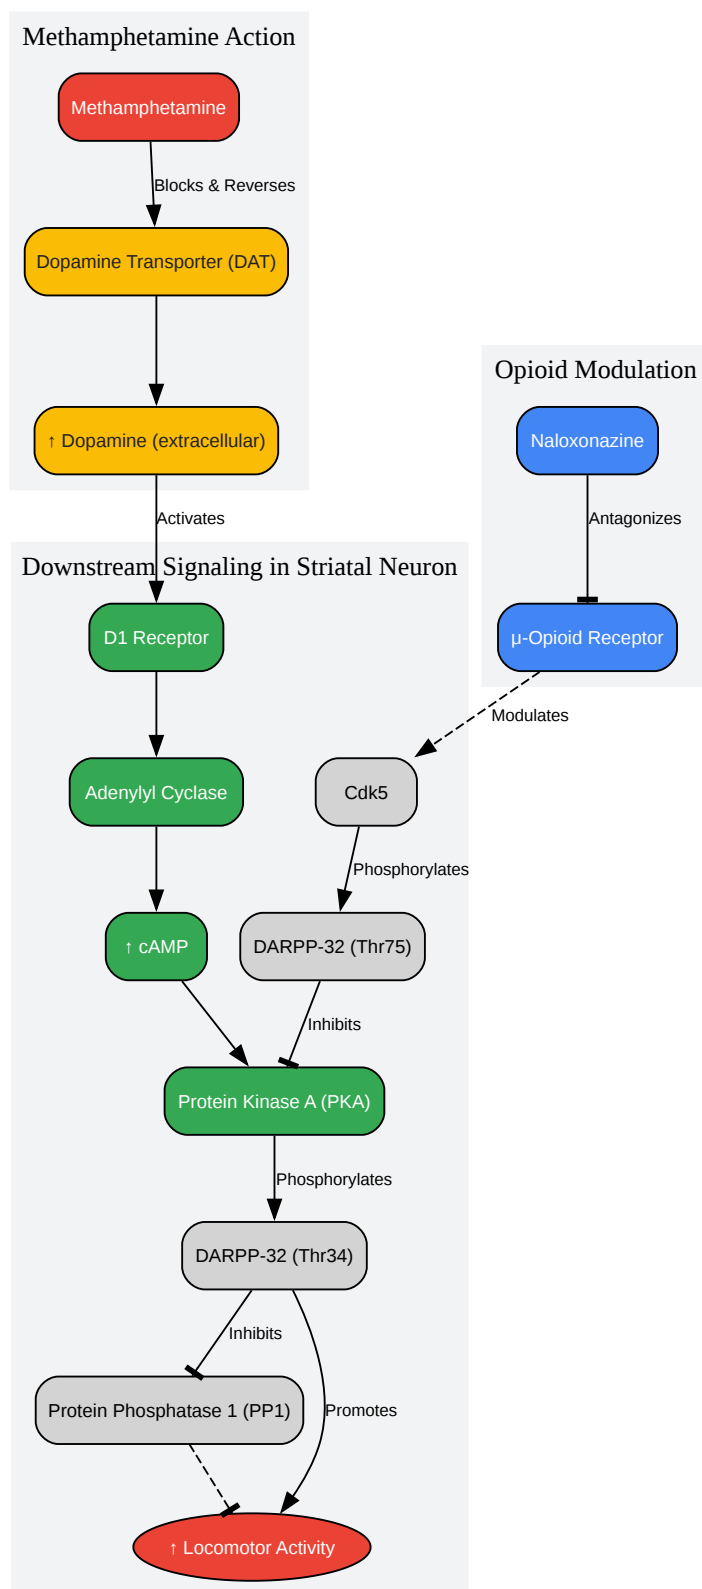 Methamphetamine Action
Methamphetamine
Blocks & Reverses
Dopamine Transporter (DAT)
↑ Dopamine (extracellular)
Activates
Opioid Modulation
Naloxonazine
Antagonizes
μ-Opioid Receptor
Modulates
Downstream Signaling in Striatal Neuron
D1 Receptor
Adenylyl Cyclase
Cdk5
Phosphorylates
↑ cAMP
DARPP-32 (Thr75)
Inhibits
Protein Kinase A (PKA)
Phosphorylates
DARPP-32 (Thr34)
Inhibits
Protein Phosphatase 1 (PP1)
Promotes
↑ Locomotor Activity